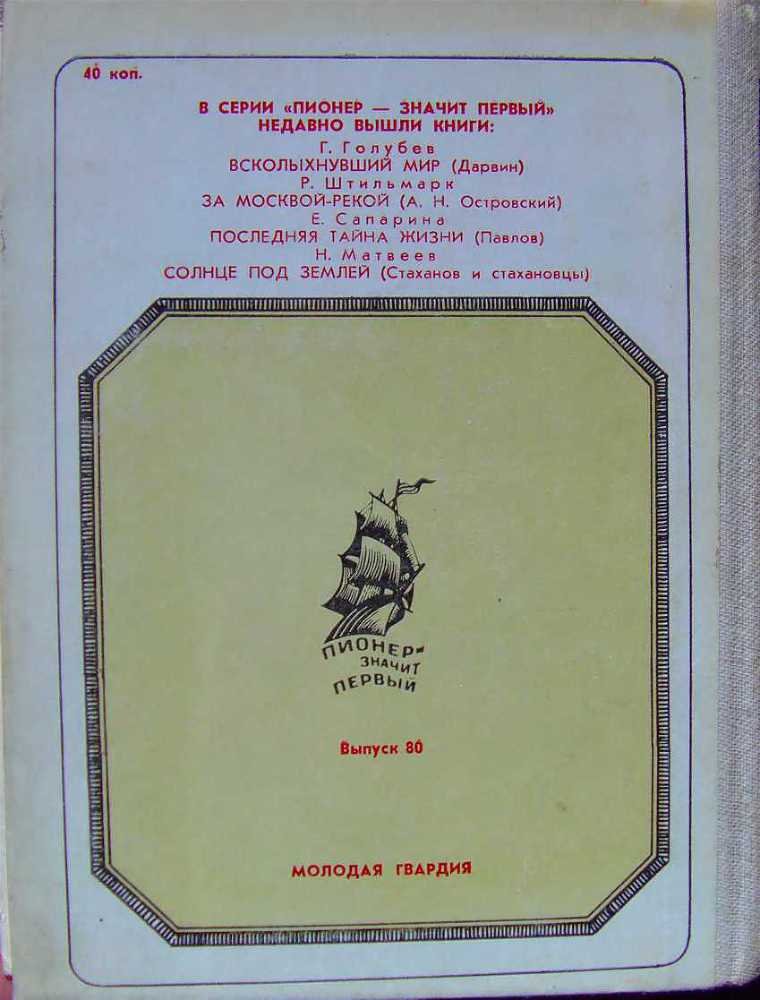 40 коп.
В СЕРИИ «ПИОНЕР — ЗНАЧИТ ПЕРВЫЙ»
НЕДАВНО ВЫШЛИ КНИГИ:
Г. Голубев
ВСКОЛЫХНУВШИЙ МИР (Дарвин)
Р. Штильмарк
ЗА МОСКВОЙ-РЕКОЙ (А. Н. Островский)
Е. Сапарина
ПОСЛЕДНЯЯ ТАЙНА ЖИЗНИ (Павлов)
Н. Матвеев
СОЛНЦЕ ПОД ЗЕМЛЕЙ (Стаханов и стахановцы)
ПИОНЕР-
ЗНАЧИТ
ПЕРВЫЙ
Выпуск 80
МОЛОДАЯ ГВАРДИЯ